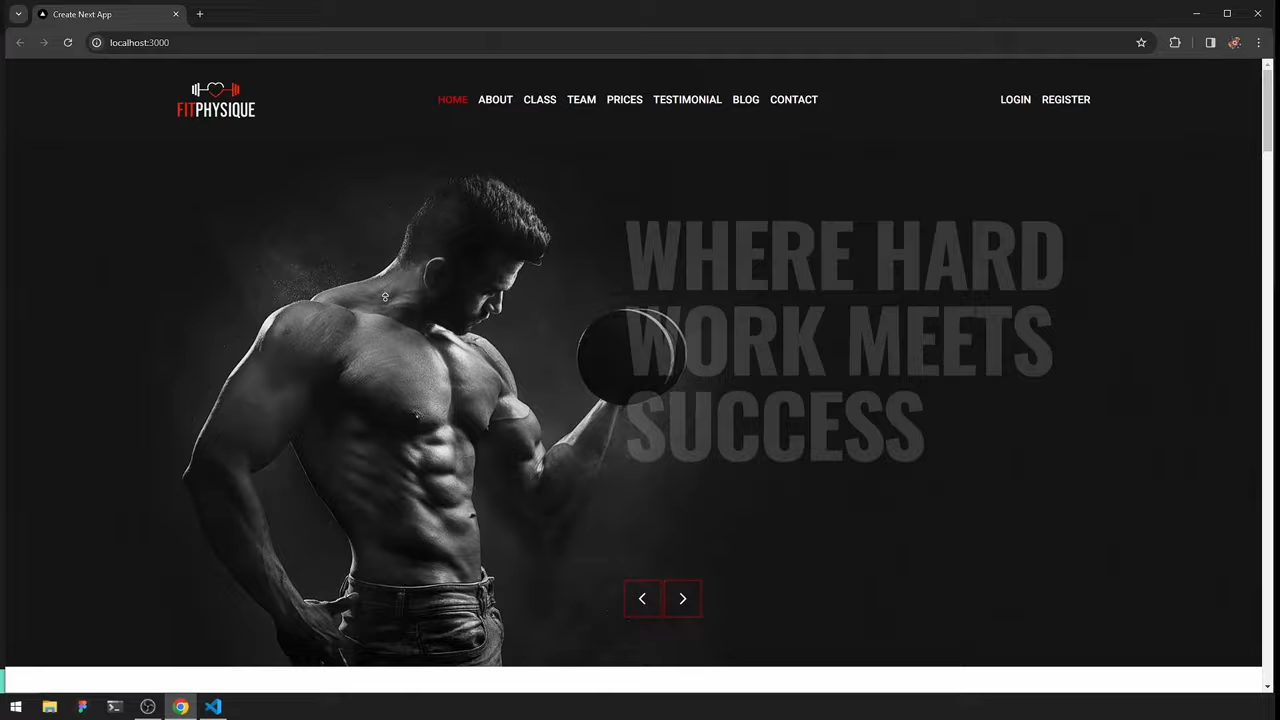 Create Next App
localhost:3000
FITPHYSIQUE
HOME ABOUT CLASS TEAM PRICES TESTIMONIAL BLOG CONTACT
LOGIN REGISTER
WHERE HARD
WORK MEETS
SUCCESS